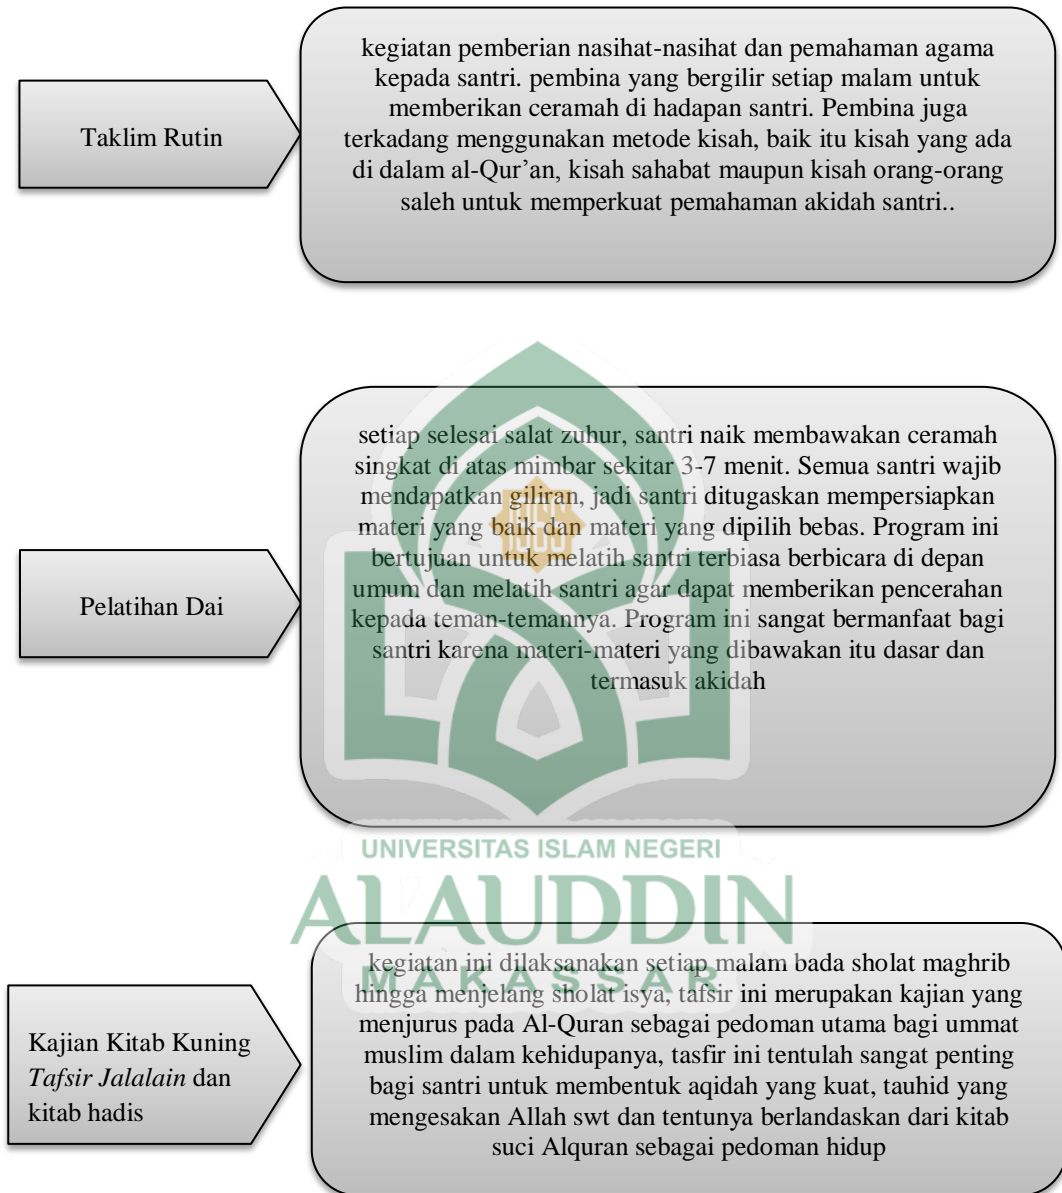 kegiatan pemberian nasihat-nasihat dan pemahaman agama
kepada santri. pembina yang bergilir setiap malam untuk
memberikan ceramah di hadapan santri. Pembina juga
terkadang menggunakan metode kisah, baik itu kisah yang ada
di dalam al-Qur’an, kisah sahabat maupun kisah orang-orang
saleh untuk memperkuat pemahaman akidah santri..
Taklim Rutin
setiap selesai salat zuhur, santri naik membawakan ceramah
singkat di atas mimbar sekitar 3-7 menit. Semua santri wajib
mendapatkan giliran, jadi santri ditugaskan mempersiapkan
materi yang baik dan materi yang dipilih bebas. Program ini
bertujuan untuk melatih santri terbiasa berbicara di depan
umum dan melatih santri agar dapat memberikan pencerahan
kepada teman-temannya. Program ini sangat bermanfaat bagi
santri karena materi-materi yang dibawakan itu dasar dan
termasuk akidah
Pelatihan Dai
UNIVERSITAS ISLAM NEGERI
ALAUDDIN
MAKASSAR
kegiatan ini dilaksanakan setiap malam bada sholat maghrib
hingga menjelang sholat isya, tafsir ini merupakan kajian yang
menjurus pada Al-Quran sebagai pedoman utama bagi ummat
muslim dalam kehidupanya, tasfir ini tentulah sangat penting
bagi santri untuk membentuk aqidah yang kuat, tauhid yang
mengesakan Allah swt dan tentunya berlandaskan dari kitab
suci Alquran sebagai pedoman hidup
Kajian Kitab Kuning
Tafsir Jalalain dan
kitab hadis